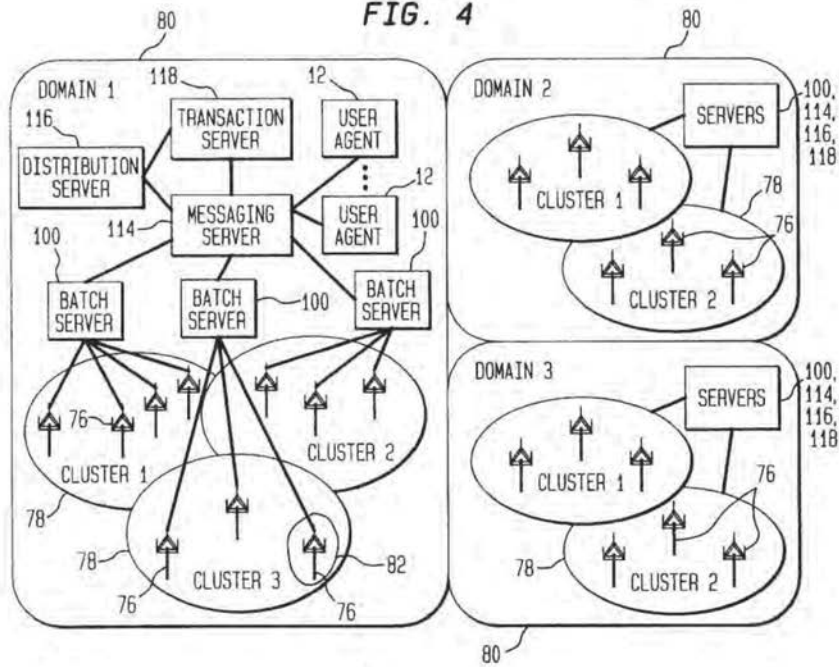 FIG. 4
80
DOMAIN 1
118
TRANSACTION
SERVER
12
USER
AGENT
116
DISTRIBUTION
SERVER
12
USER
AGENT
114
MESSAGING
SERVER
100
BATCH
SERVER
BATCH
SERVER
100
100
BATCH
SERVER
76
CLUSTER 1
78
CLUSTER 2
78
76
CLUSTER 3
76
82
80
DOMAIN 2
SERVERS
100,
114,
116,
118
CLUSTER 1
78
76
CLUSTER 2
DOMAIN 3
SERVERS
100,
114,
116,
118
CLUSTER 1
76
78
CLUSTER 2
80